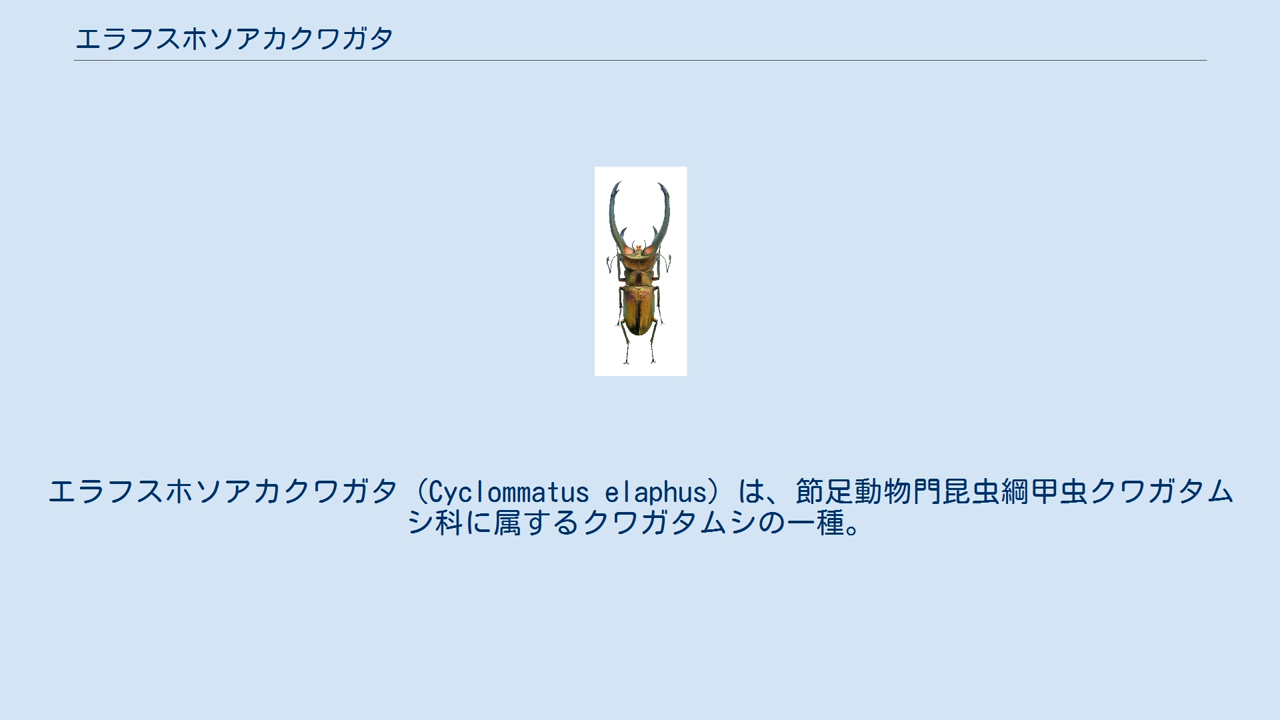 エラフスホソアカクワガタ
エラフスホソアカクワガタ（Cyclommatus elaphus）は、節足動物門昆虫綱甲虫クワガタム
シ科に属するクワガタムシの一種。